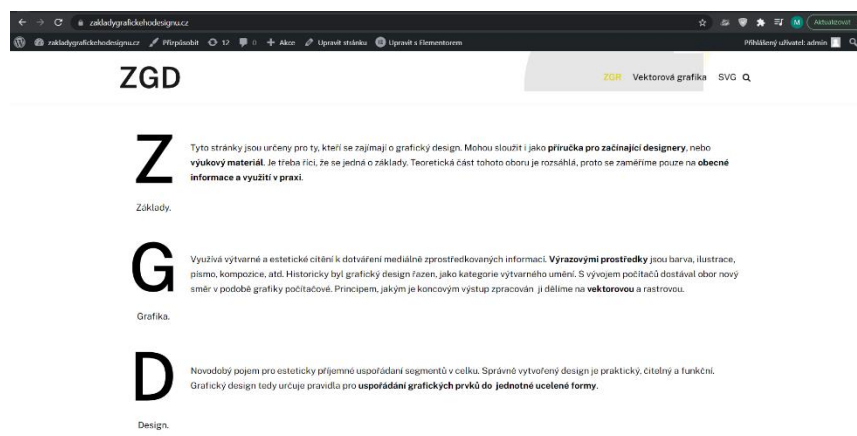 zakladygrafickehodesignu.cz
M
Aktualizovat
zakladygrafickehodesignu.cz Přizpůsobit 12 0 Akce Upravit stránku Upravit s Elementorem
Přihlášený uživatel: admin
ZGD
ZGR Vektorová grafika SVG
Z
Tyto stránky jsou určeny pro ty, kteří se zajímají o grafický design. Mohou sloužit i jako příručka pro začínající designery, nebo
výukový materiál. Je třeba říci, že se jedná o základy. Teoretická část tohoto oboru je rozsáhlá, proto se zaměříme pouze na obecné
informace a využití v praxi.
Základy.
G
Využívá výtvarné a estetické cítění k dotváření mediálně zprostředkovaných informací. Výrazovými prostředky jsou barva, ilustrace,
písmo, kompozice, atd. Historicky byl grafický design řazen, jako kategorie výtvarného umění. S vývojem počítačů dostával obor nový
směr v podobě grafiky počítačové. Principem, jakým je koncovým výstup zpracován ji dělíme na vektorovou a rastrovou.
Grafika.
D
Novodobý pojem pro esteticky příjemné uspořádaní segmentů v celku. Správně vytvořený design je praktický, čitelný a funkční.
Grafický design tedy určuje pravidla pro uspořádání grafických prvků do jednotné ucelené formy.
Design.